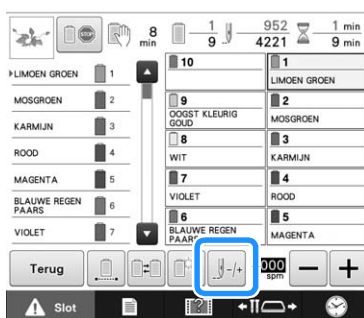 8
min
1
9
952
4221
1 min
9 min
LIMOEN GROEN 1
MOSGROEN 2
KARMIJN 3
ROOD 4
MAGENTA 5
BLAUWE REGEN
PAARS 6
VIOLET 7
10
1
LIMOEN GROEN
9
OOGST KLEURIG
GOUD
2
MOSGROEN
8
WIT
3
KARMIJN
7
VIOLET
4
ROOD
6
BLAUWE REGEN
PAARS
5
MAGENTA
Terug
-/+
000
spm
− +
Slot
?